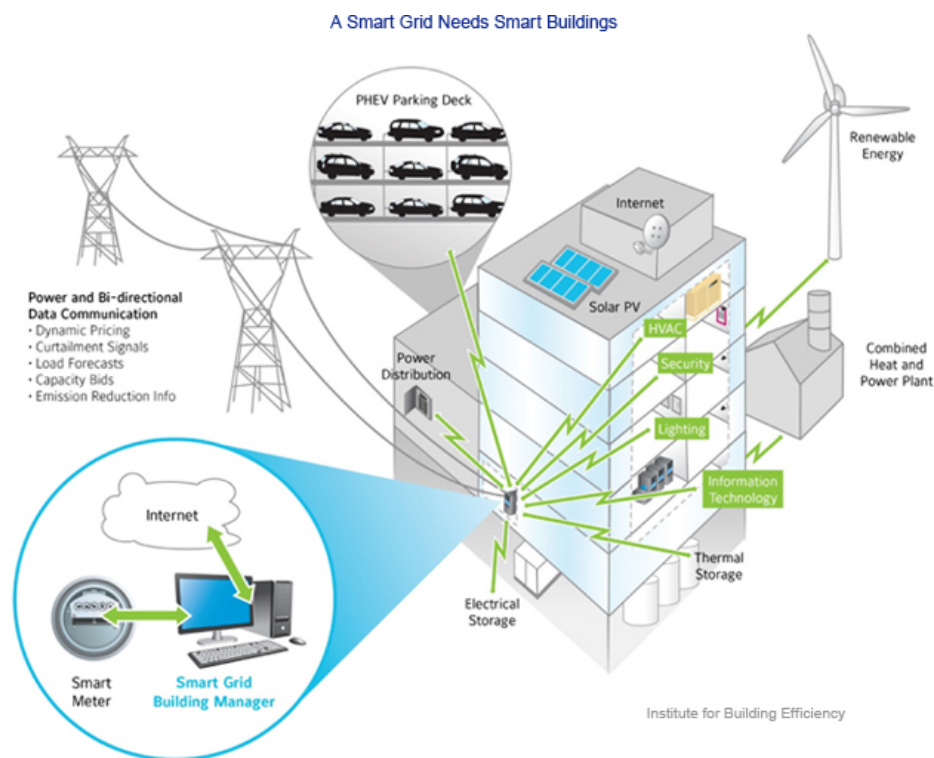 A Smart Grid Needs Smart Buildings
PHEV Parking Deck
Renewable
Energy
Internet
Solar PV
Power and Bi-directional
Data Communication
• Dynamic Pricing
• Curtailment Signals
• Load Forecasts
• Capacity Bids
• Emission Reduction Info
HVAC
Power
Distribution
Security
Combined
Heat and
Power Plant
Lighting
Information
Technology
Internet
Thermal
Storage
Electrical
Storage
Smart
Meter
Smart Grid
Building Manager
Institute for Building Efficiency